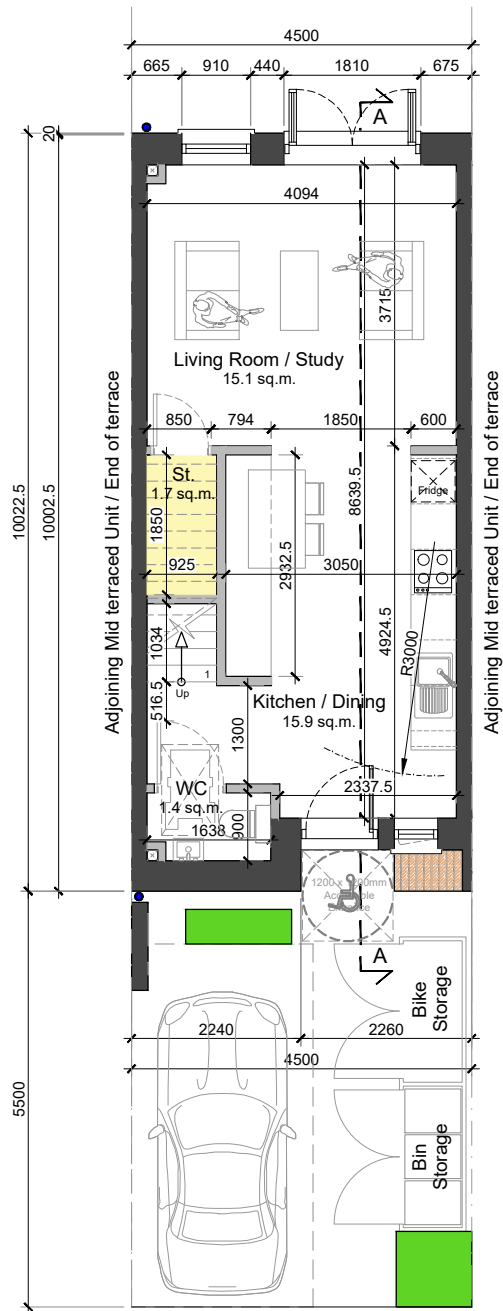 4500
665
910
440
1810
675
A
20
4094
3715
Living Room / Study
15.1 sq.m.
850
794
1850
600
St.
1.7 sq.m.
Fridge
1850
8639.5
925
2932.5
3050
10022.5
10002.5
Adjoining Mid terraced Unit / End of terrace
Adjoining Mid terraced Unit / End of terrace
1034
4924.5
R3000
1
Up
516.5
Kitchen / Dining
15.9 sq.m.
1300
WC
1.4 sq.m.
2337.5
1638
900
1200 x 1200mm
A
Bike
Storage
2240
2260
4500
5500
Bin
Storage